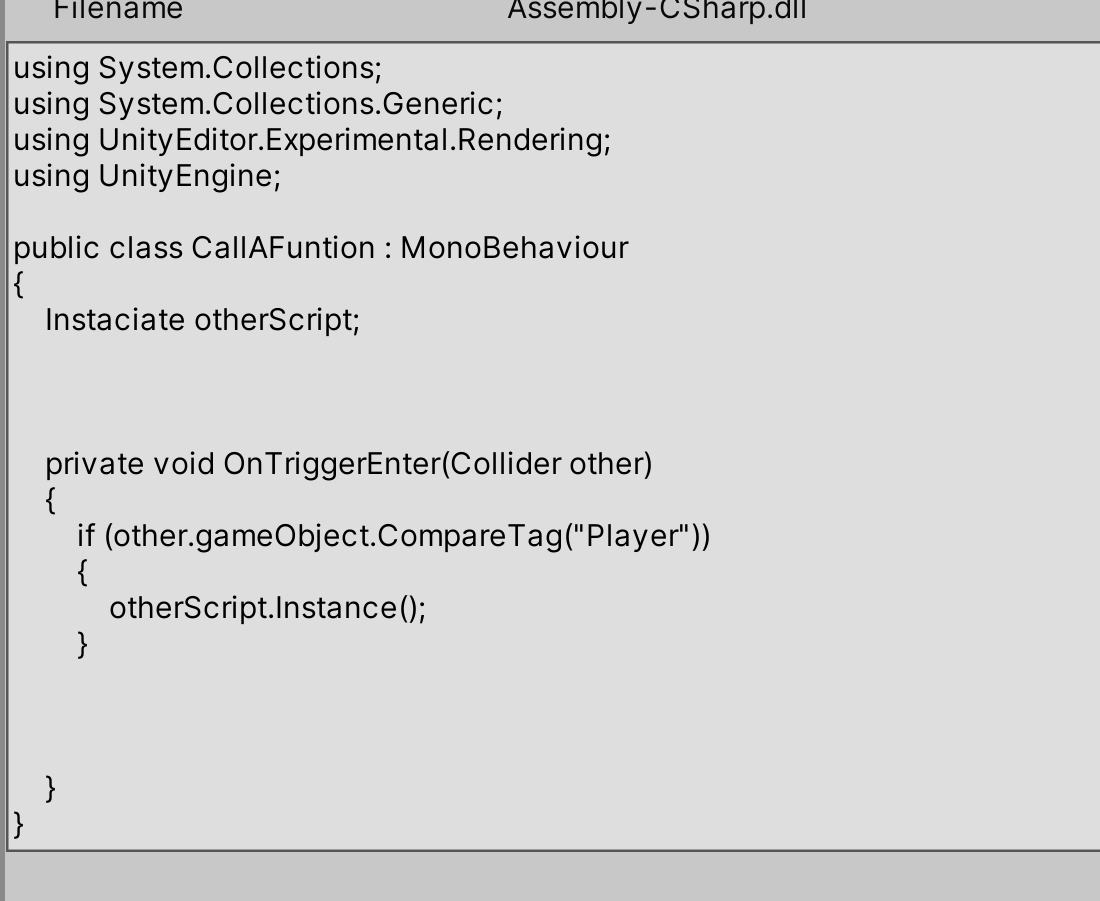 Filename Assembly-CSharp.dll
using System.Collections;
using System.Collections.Generic;
using UnityEditor.Experimental.Rendering;
using UnityEngine;
public class CallAFuntion : MonoBehaviour
{
Instaciate otherScript;
private void OnTriggerEnter(Collider other)
{
if (other.gameObject.CompareTag("Player"))
{
otherScript.Instance();
}
}
}